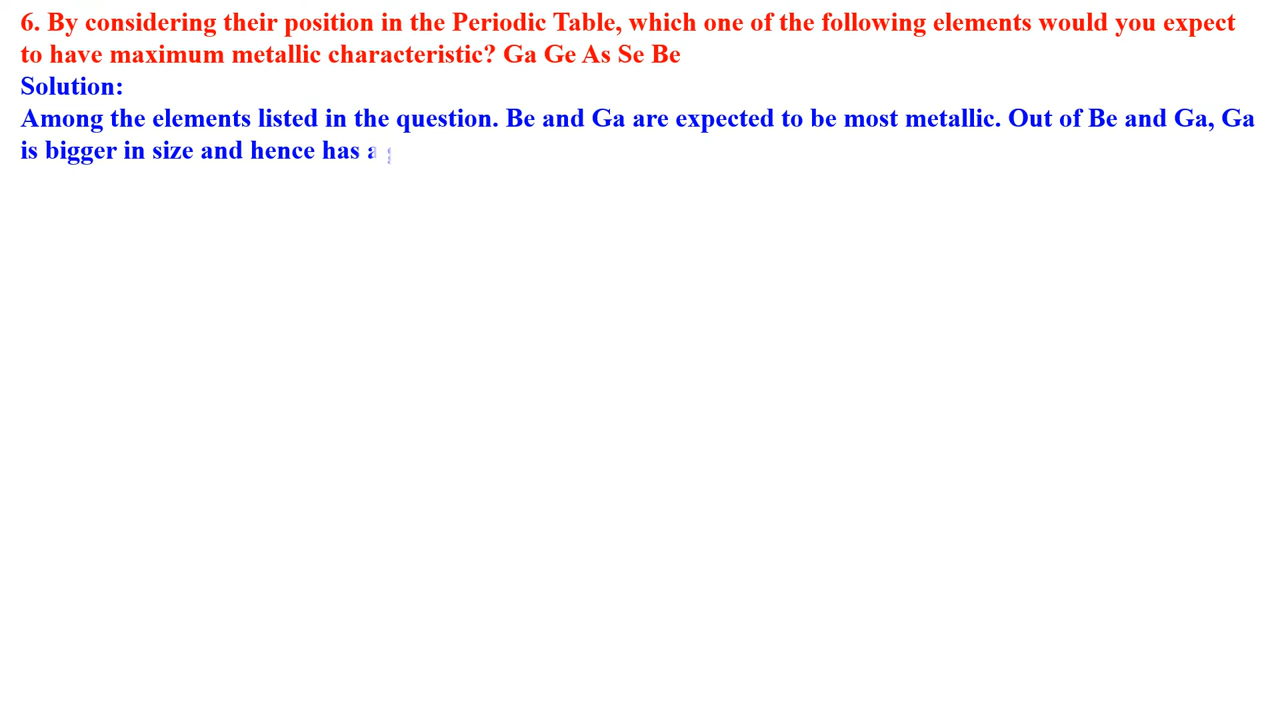 6. By considering their position in the Periodic Table, which one of the following elements would you expect
to have maximum metallic characteristic? Ga Ge As Se Be
Solution:
Among the elements listed in the question. Be and Ga are expected to be most metallic. Out of Be and Ga, Ga
is bigger in size and hence has a